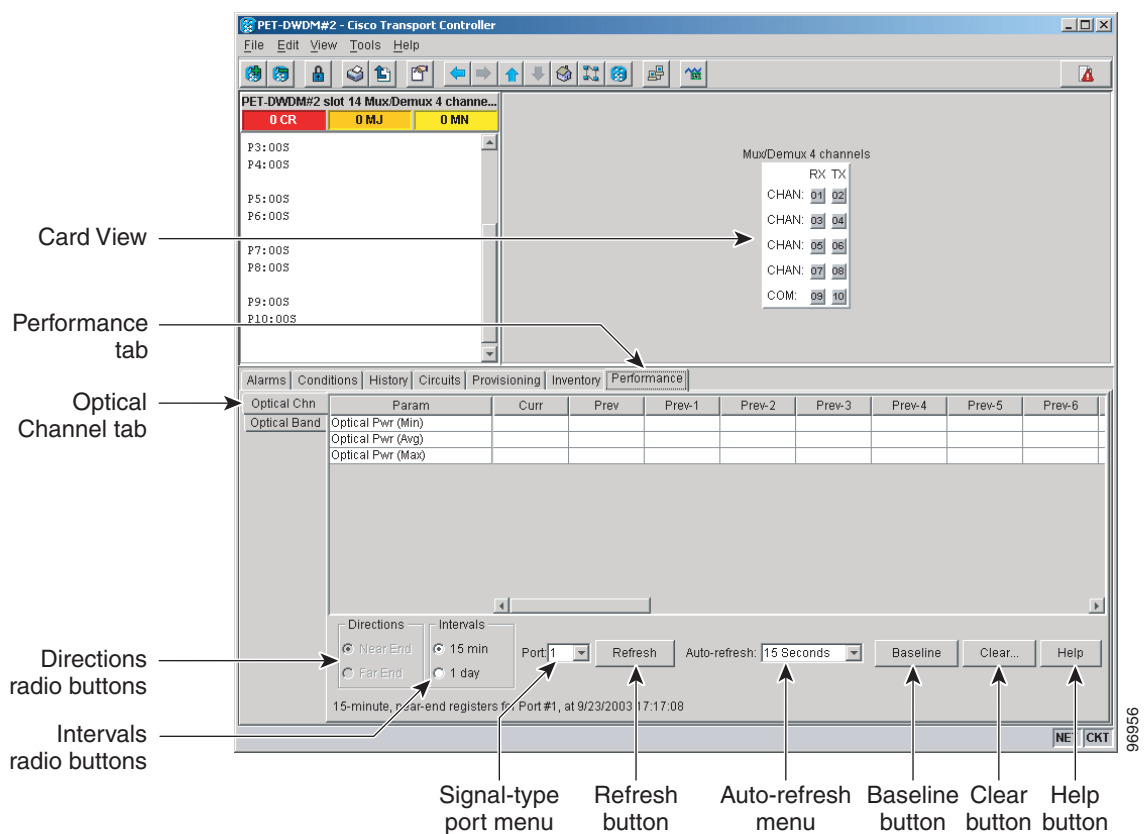 PET-DWDM#2 - Cisco Transport Controller
File Edit View Tools Help
PET-DWDM#2 slot 14 Mux/Demux 4 channe...
0 CR 0 MJ 0 MN
P3:00S
P4:00S
P5:00S
P6:00S
P7:00S
P8:00S
P9:00S
P10:00S
Mux/Demux 4 channels
RX TX
CHAN: 01 02
CHAN: 03 04
CHAN: 05 06
CHAN: 07 08
COM: 09 10
Card View
Performance
tab
Optical
Channel tab
Directions
radio buttons
Intervals
radio buttons
Alarms Conditions History Circuits Provisioning Inventory Performance
Optical Chn
Optical Band
Param Curr Prev Prev-1 Prev-2 Prev-3 Prev-4 Prev-5 Prev-6
Optical Pwr (Min)
Optical Pwr (Avg)
Optical Pwr (Max)
Directions Intervals
Near End 15 min
Far End 1 day
Port: 1 Refresh Auto-refresh: 15 Seconds Baseline Clear... Help
15-minute, near-end registers for Port #1, at 9/23/2003 17:17:08
NET CKT
96956
Signal-type
port menu
Refresh
button
Auto-refresh
menu
Baseline
button
Clear
button
Help
button